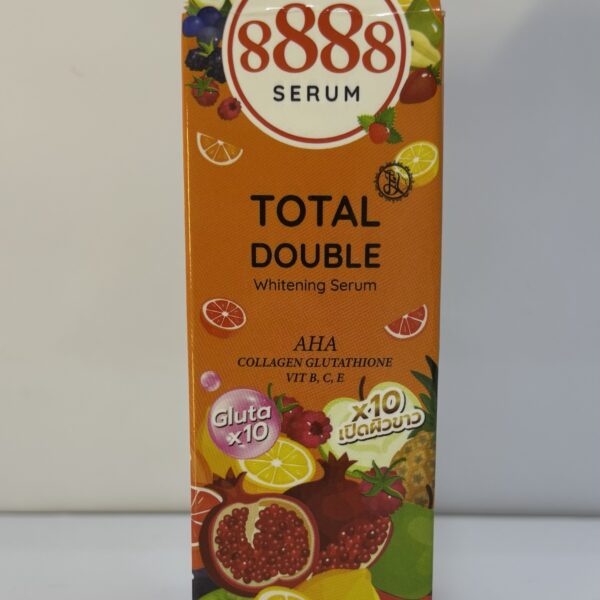 8888
SERUM
TOTAL
DOUBLE
Whitening Serum
AHA
COLLAGEN GLUTATHIONE
VIT B, C, E
Gluta
x10
x10
เปิดผิวขาว